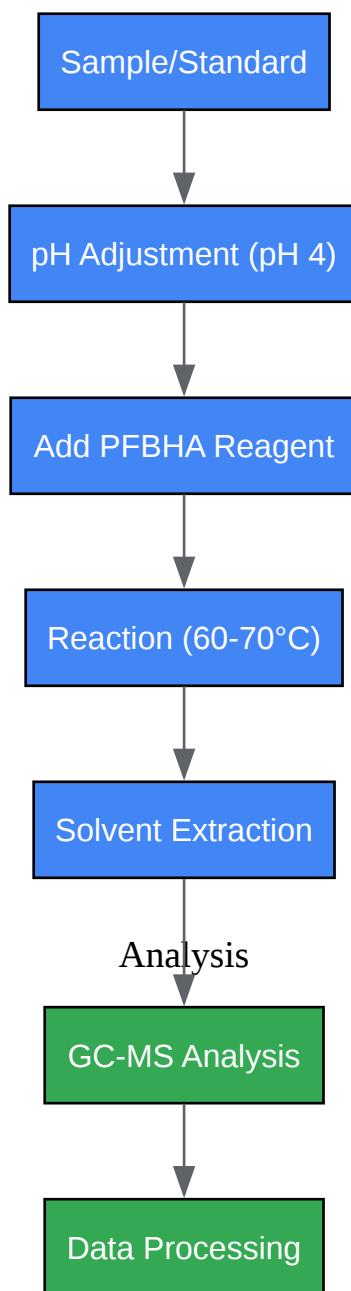 Sample/Standard
pH Adjustment (pH 4)
Add PFBHA Reagent
Reaction (60-70°C)
Solvent Extraction
Analysis
GC-MS Analysis
Data Processing